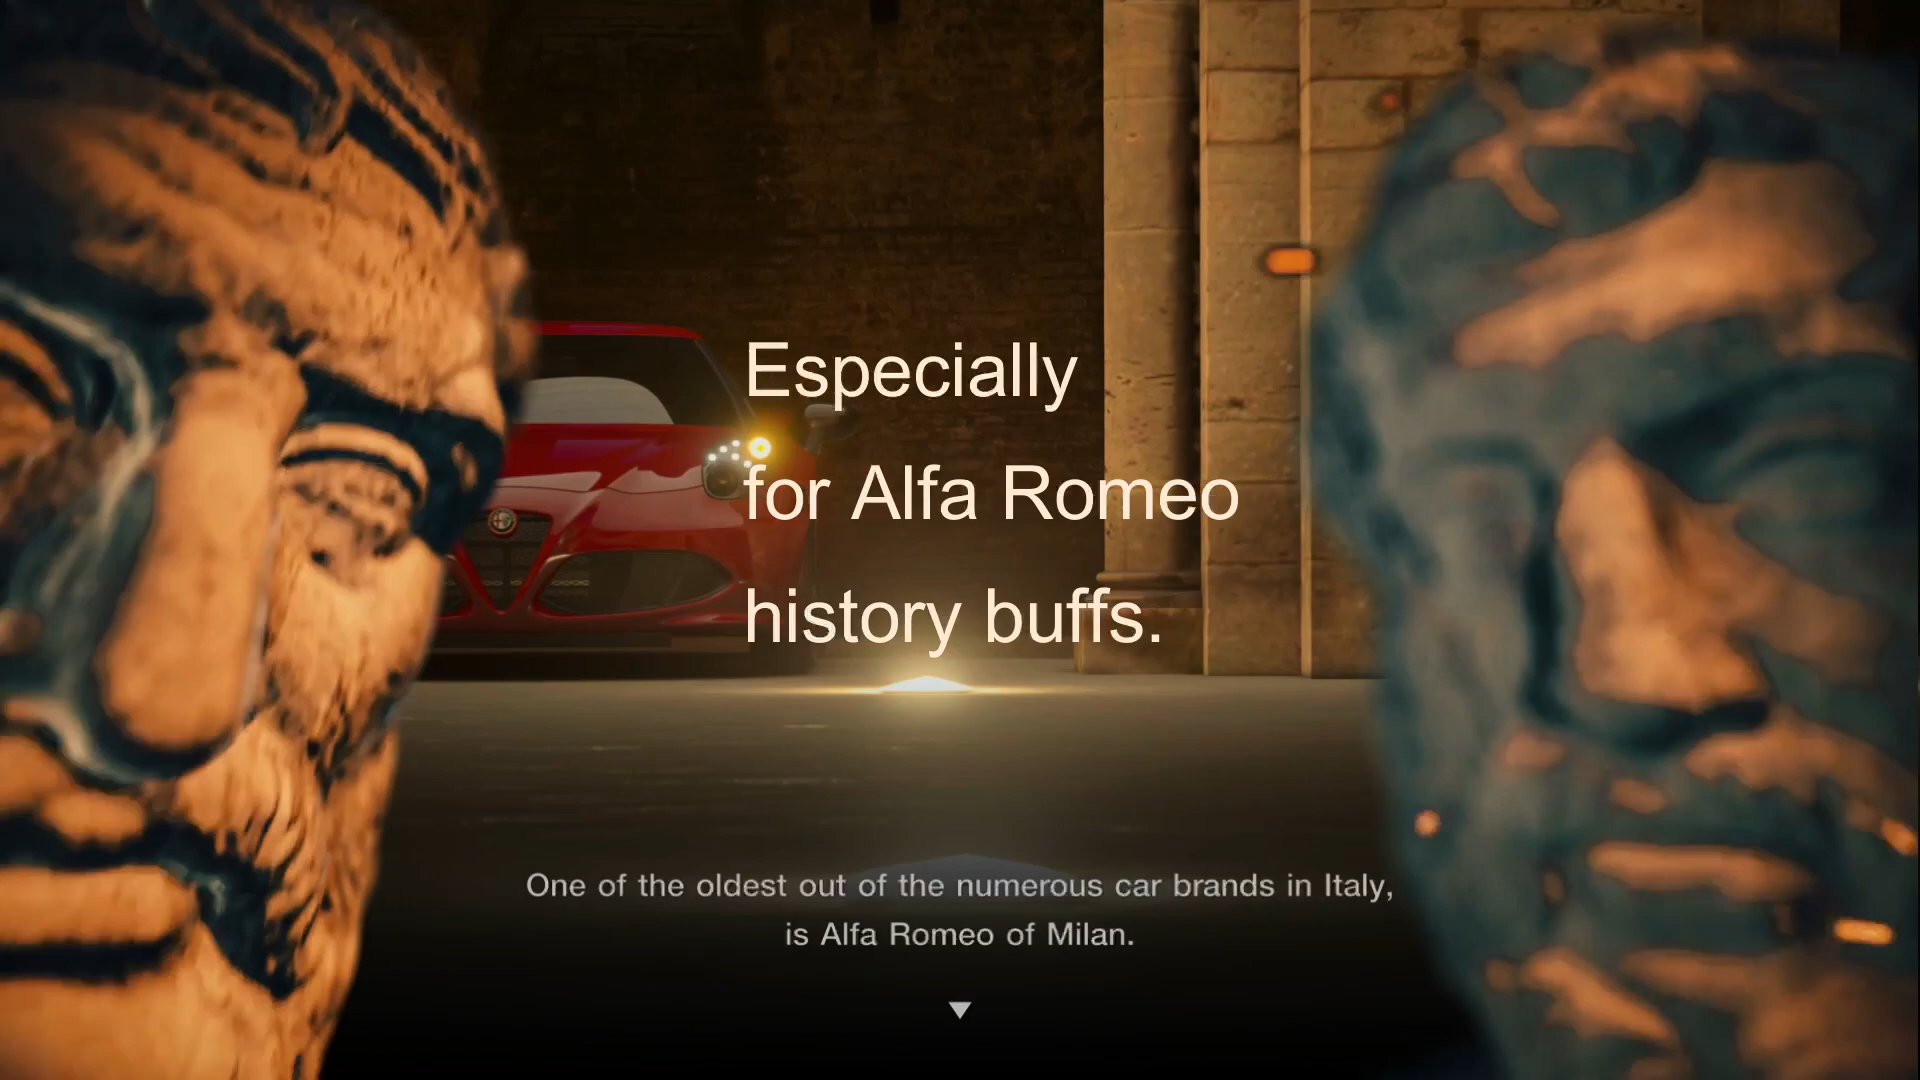 Especially
for Alfa Romeo
history buffs.
One of the oldest out of the numerous car brands in Italy,
is Alfa Romeo of Milan.